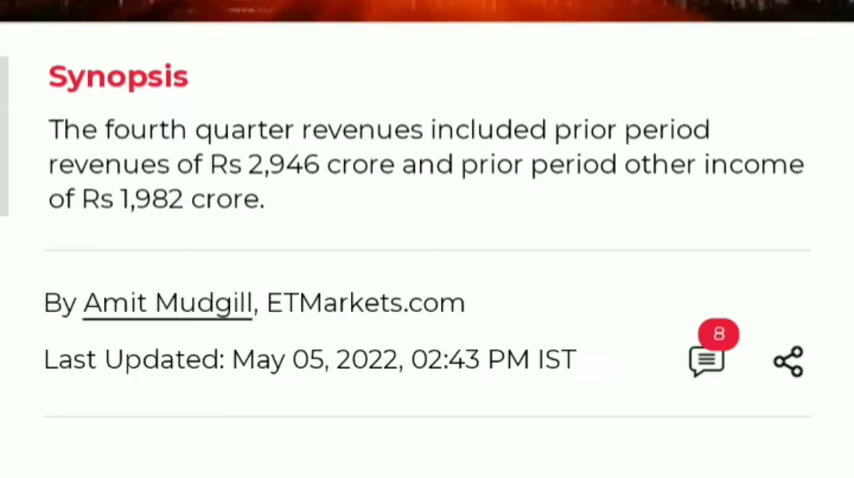 Synopsis
The fourth quarter revenues included prior period
revenues of Rs 2,946 crore and prior period other income
of Rs 1,982 crore.
By Amit Mudgill, ETMarkets.com
8
Last Updated: May 05, 2022, 02:43 PM IST